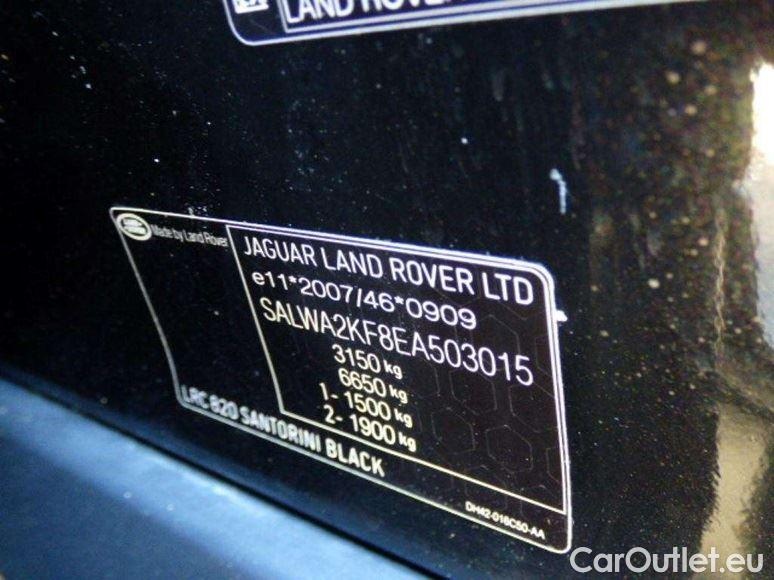 LAND ROVER
Made by Land Rover
JAGUAR LAND ROVER LTD
e11*2007/46*0909
SALWA2KF8EA503015
3150 kg
6650 kg
1- 1500 kg
2- 1900 kg
LRC 820 SANTORINI BLACK
DH42-018C50-AA
CarOutlet.eu